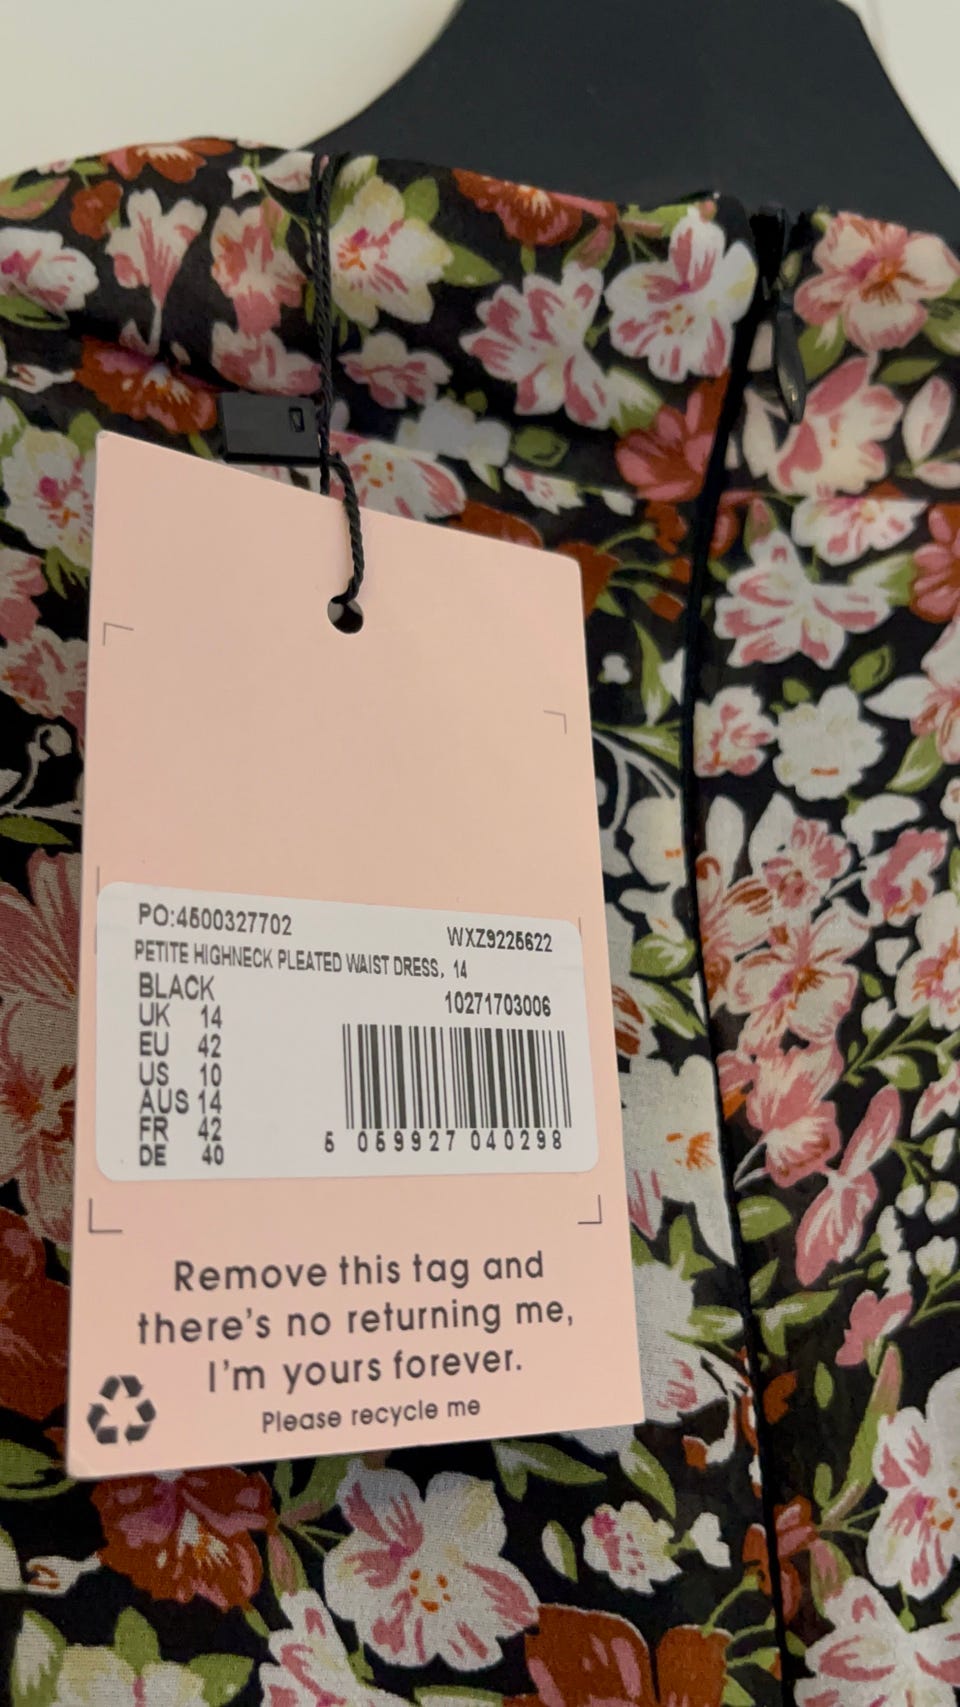 PO:4500327702
WXZ9225622
PETITE HIGHNECK PLEATED WAIST DRESS, 14
BLACK
10271703006
UK 14
EU 42
US 10
AUS 14
FR 42
DE 40
5 059927 040298
Remove this tag and
there's no returning me,
I'm yours forever.
Please recycle me